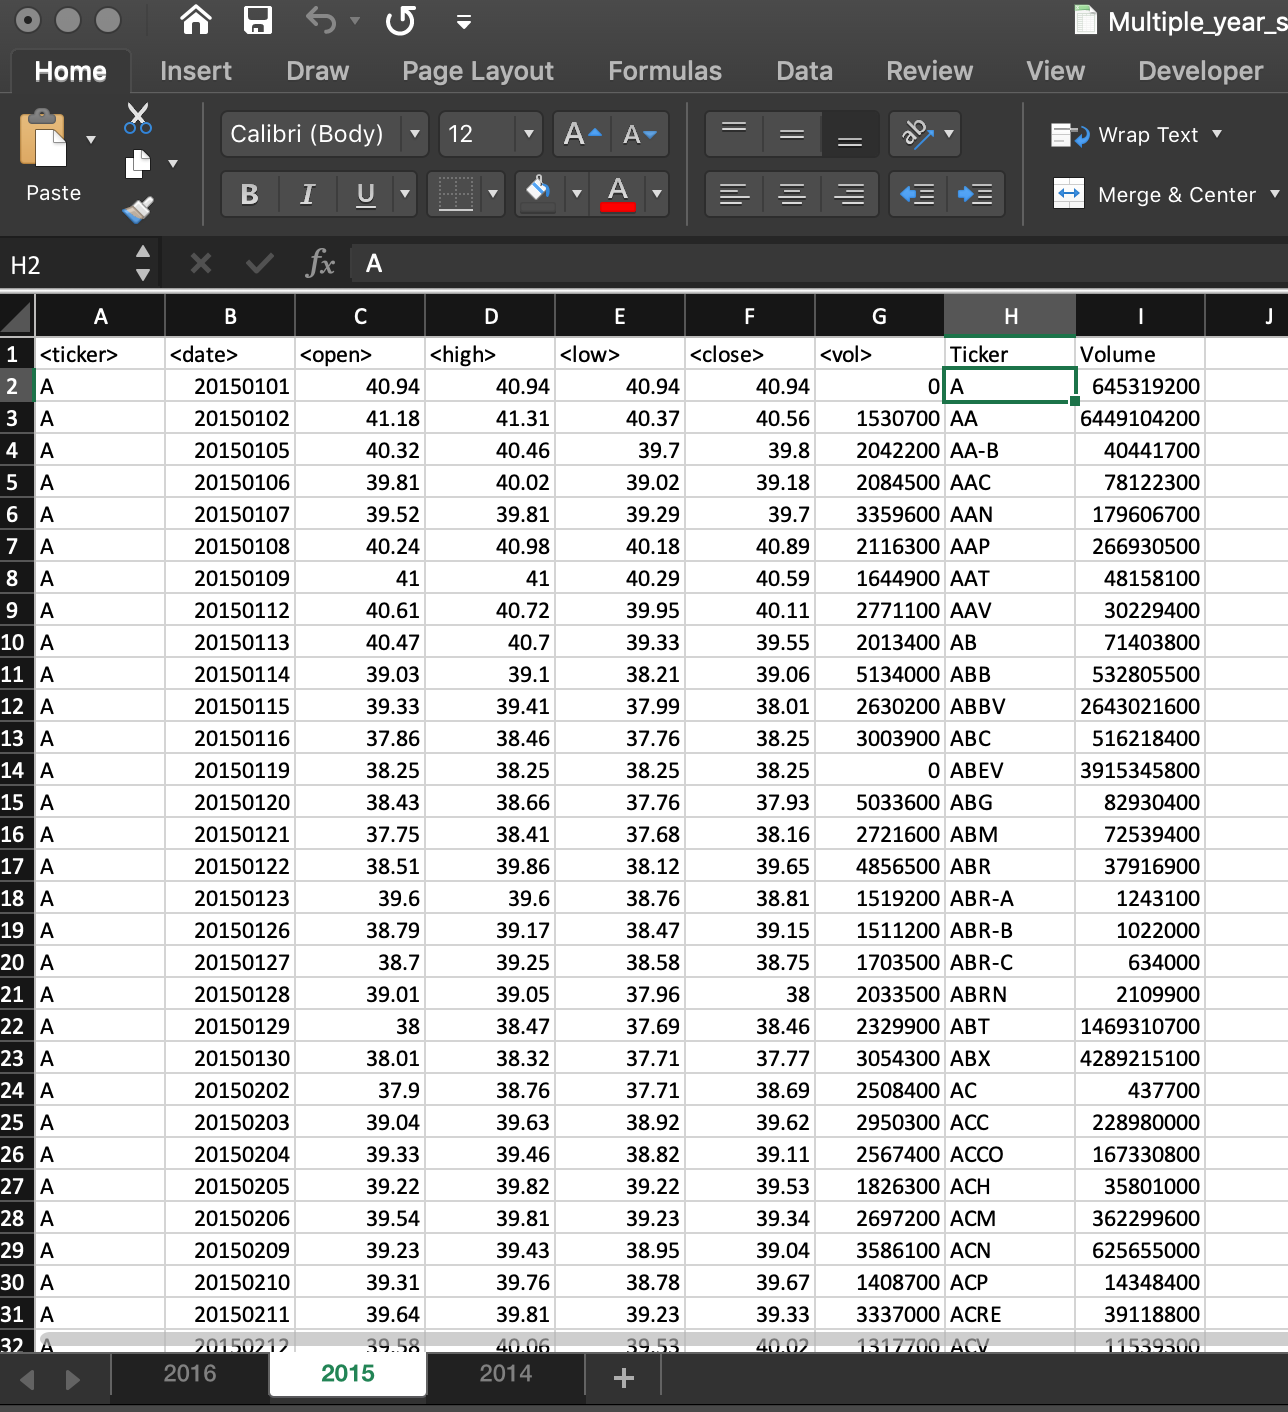 Multiple_year_s
Home Insert Draw Page Layout Formulas Data Review View Developer
Paste Calibri (Body) 12 A A ab Wrap Text
B I U A Merge & Center
H2 fx A
A B C D E F G H I J
1 <ticker> <date> <open> <high> <low> <close> <vol> Ticker Volume
2 A 20150101 40.94 40.94 40.94 40.94 0 A 645319200
3 A 20150102 41.18 41.31 40.37 40.56 1530700 AA 6449104200
4 A 20150105 40.32 40.46 39.7 39.8 2042200 AA-B 40441700
5 A 20150106 39.81 40.02 39.02 39.18 2084500 AAC 78122300
6 A 20150107 39.52 39.81 39.29 39.7 3359600 AAN 179606700
7 A 20150108 40.24 40.98 40.18 40.89 2116300 AAP 266930500
8 A 20150109 41 41 40.29 40.59 1644900 AAT 48158100
9 A 20150112 40.61 40.72 39.95 40.11 2771100 AAV 30229400
10 A 20150113 40.47 40.7 39.33 39.55 2013400 AB 71403800
11 A 20150114 39.03 39.1 38.21 39.06 5134000 ABB 532805500
12 A 20150115 39.33 39.41 37.99 38.01 2630200 ABBV 2643021600
13 A 20150116 37.86 38.46 37.76 38.25 3003900 ABC 516218400
14 A 20150119 38.25 38.25 38.25 38.25 0 ABEV 3915345800
15 A 20150120 38.43 38.66 37.76 37.93 5033600 ABG 82930400
16 A 20150121 37.75 38.41 37.68 38.16 2721600 ABM 72539400
17 A 20150122 38.51 39.86 38.12 39.65 4856500 ABR 37916900
18 A 20150123 39.6 39.6 38.76 38.81 1519200 ABR-A 1243100
19 A 20150126 38.79 39.17 38.47 39.15 1511200 ABR-B 1022000
20 A 20150127 38.7 39.25 38.58 38.75 1703500 ABR-C 634000
21 A 20150128 39.01 39.05 37.96 38 2033500 ABRN 2109900
22 A 20150129 38 38.47 37.69 38.46 2329900 ABT 1469310700
23 A 20150130 38.01 38.32 37.71 37.77 3054300 ABX 4289215100
24 A 20150202 37.9 38.76 37.71 38.69 2508400 AC 437700
25 A 20150203 39.04 39.63 38.92 39.62 2950300 ACC 228980000
26 A 20150204 39.33 39.46 38.82 39.11 2567400 ACCO 167330800
27 A 20150205 39.22 39.82 39.22 39.53 1826300 ACH 35801000
28 A 20150206 39.54 39.81 39.23 39.34 2697200 ACM 362299600
29 A 20150209 39.23 39.43 38.95 39.04 3586100 ACN 625655000
30 A 20150210 39.31 39.76 38.78 39.67 1408700 ACP 14348400
31 A 20150211 39.64 39.81 39.23 39.33 3337000 ACRE 39118800
32 A 20150212 39.58 40.06 39.53 40.02 1317700 ACV 11539300
2016 2015 2014 +